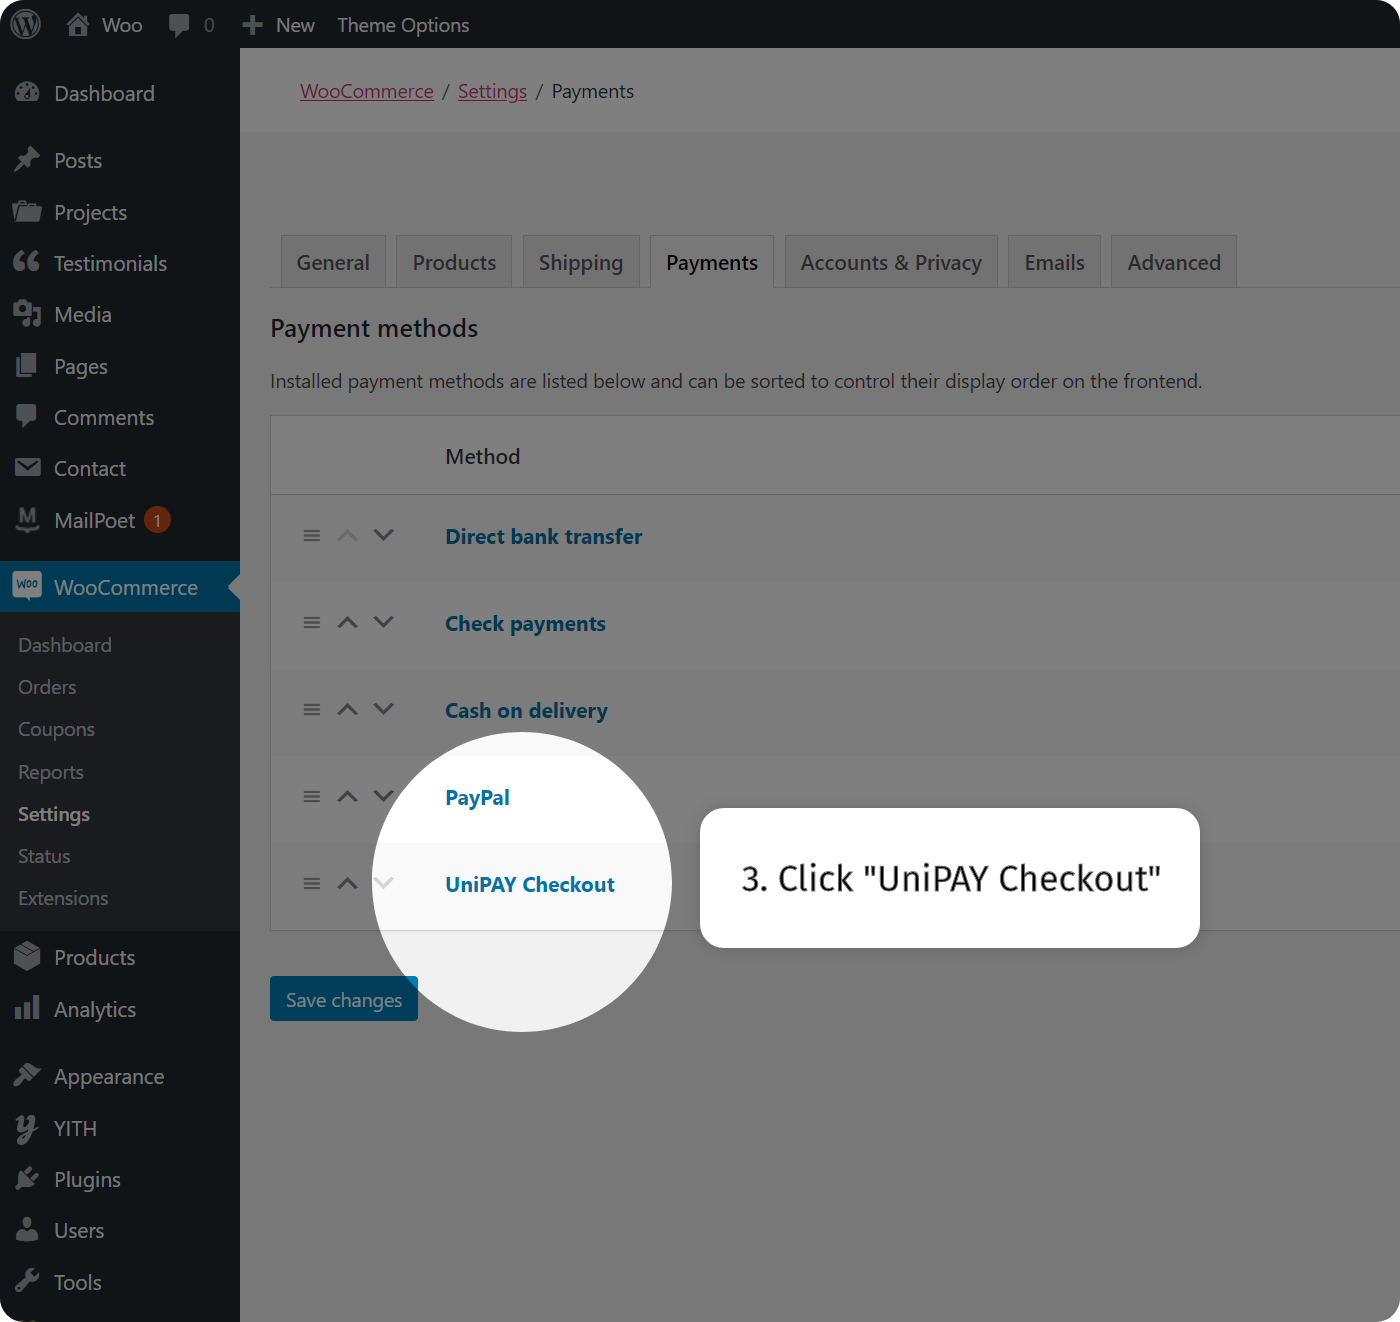 Woo
0
New
Theme Options
Dashboard
Posts
Projects
Testimonials
Media
Pages
Comments
Contact
MailPoet 1
Woo WooCommerce
Dashboard
Orders
Coupons
Reports
Settings
Status
Extensions
Products
Analytics
Appearance
YITH
Plugins
Users
Tools
WooCommerce / Settings / Payments
General
Products
Shipping
Payments
Accounts & Privacy
Emails
Advanced
Payment methods
Installed payment methods are listed below and can be sorted to control their display order on the frontend.
Method
Direct bank transfer
Check payments
Cash on delivery
PayPal
UniPAY Checkout
3. Click "UniPAY Checkout"
Save changes